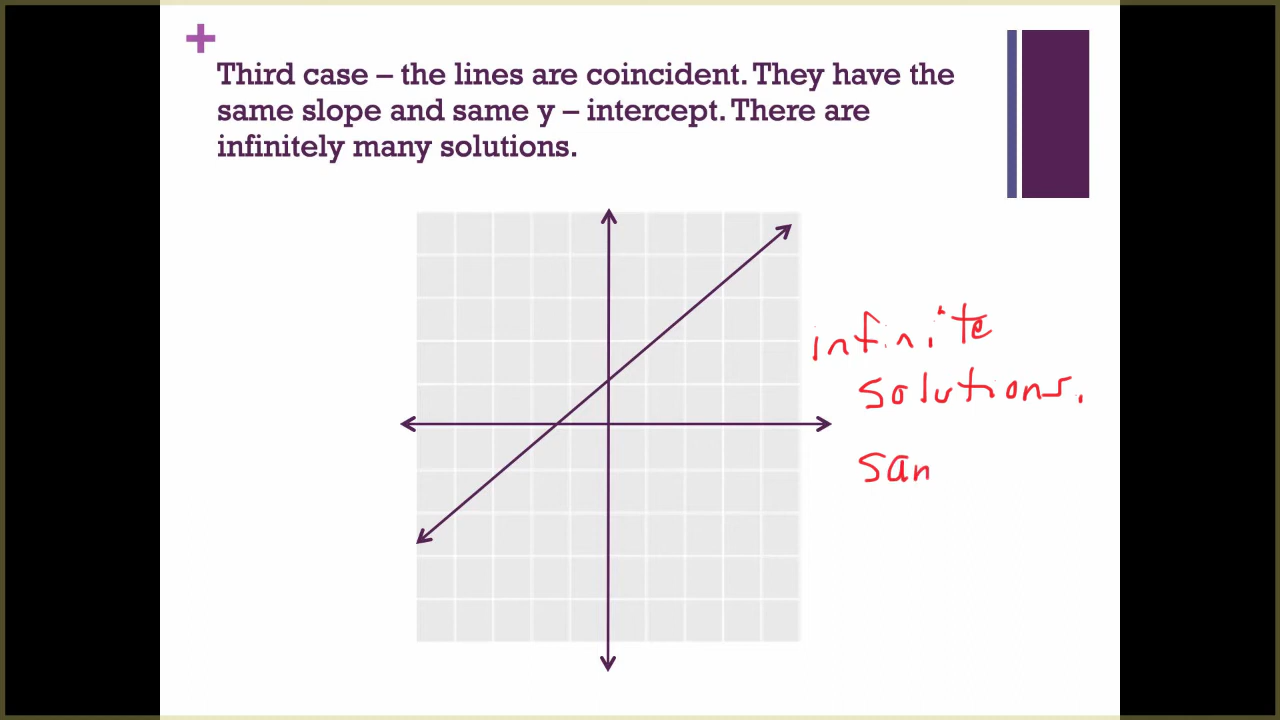 +
Third case – the lines are coincident. They have the
same slope and same y – intercept. There are
infinitely many solutions.
infinite
solutions.
san